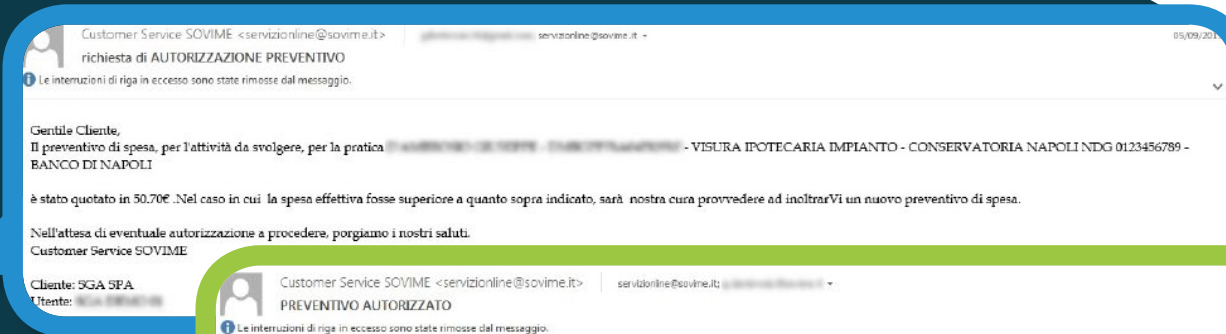 Customer Service SOVIME <servizionline@sovime.it> servizionline@sovime.it
05/09/201
richiesta di AUTORIZZAZIONE PREVENTIVO
Le interruzioni di riga in eccesso sono state rimosse dal messaggio.
Gentile Cliente,
Il preventivo di spesa, per l'attività da svolgere, per la pratica - VISURA IPOTECARIA IMPIANTO - CONSERVATORIA NAPOLI NDG 0123456789 -
BANCO DI NAPOLI
è stato quotato in 50.70€ .Nel caso in cui la spesa effettiva fosse superiore a quanto sopra indicato, sarà nostra cura provvedere ad inoltrarVi un nuovo preventivo di spesa.
Nell'attesa di eventuale autorizzazione a procedere, porgiamo i nostri saluti.
Customer Service SOVIME
Cliente: SGA SPA
Utente:
Customer Service SOVIME <servizionline@sovime.it> servizionline@sovime.it;
PREVENTIVO AUTORIZZATO
Le interruzioni di riga in eccesso sono state rimosse dal messaggio.